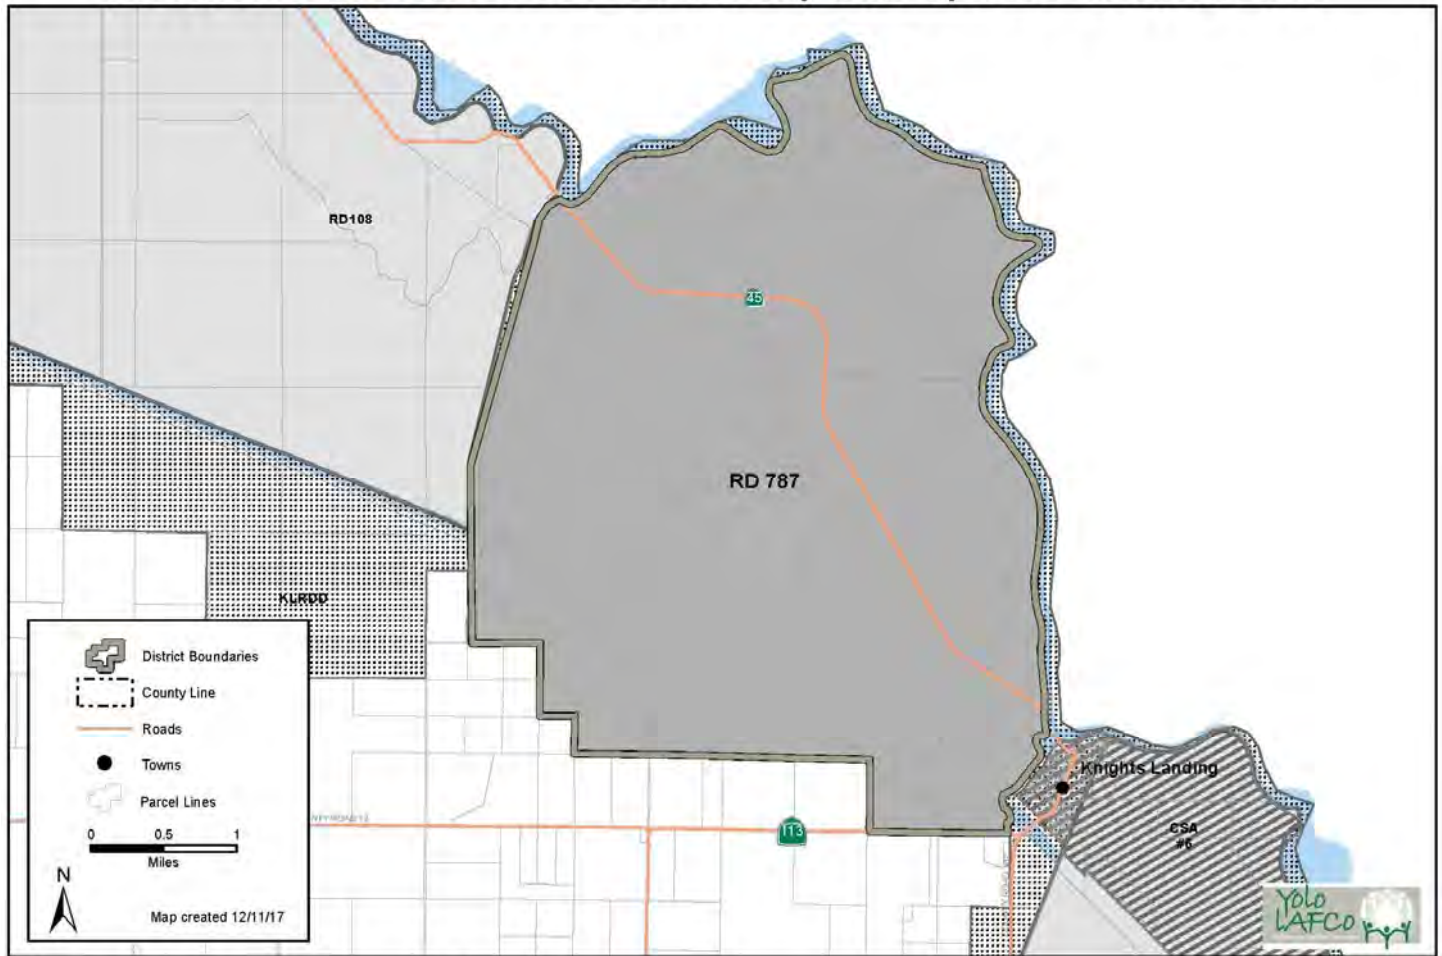 RD108
45
RD 787
KLRDD
District Boundaries
County Line
Roads
Towns
Parcel Lines
0 0.5 1
Miles
N
Map created 12/11/17
113
Knights Landing
CSA
#6
Yolo
LAFCo